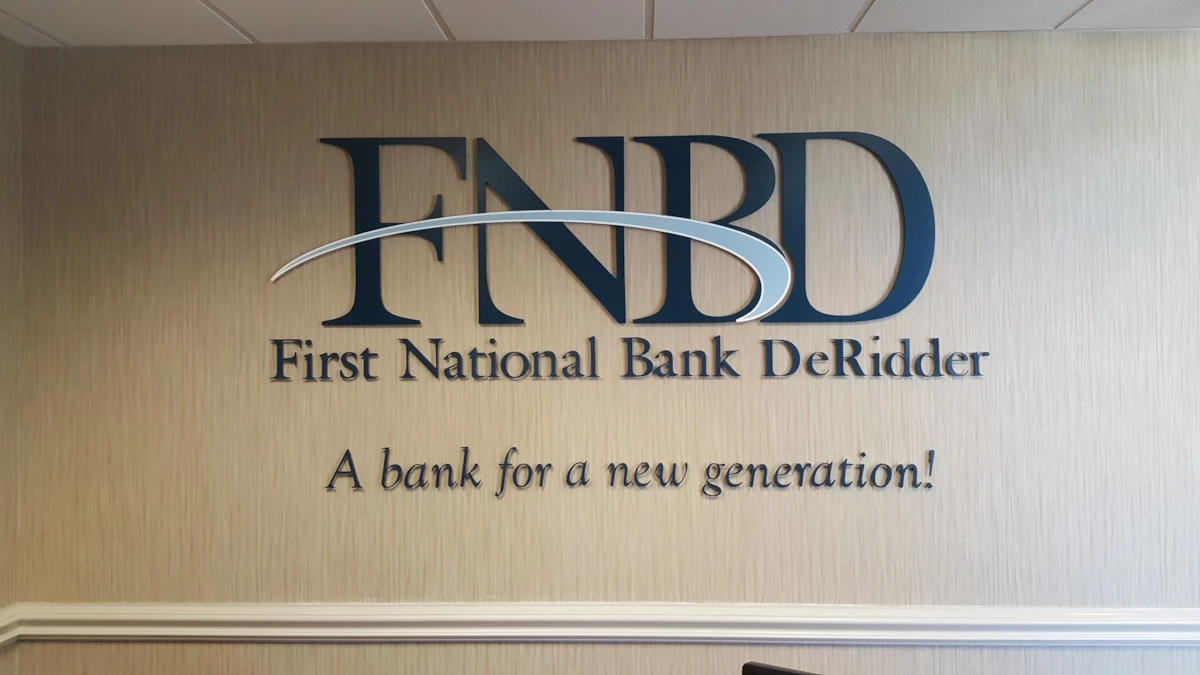 FNBD
First National Bank DeRidder
A bank for a new generation!